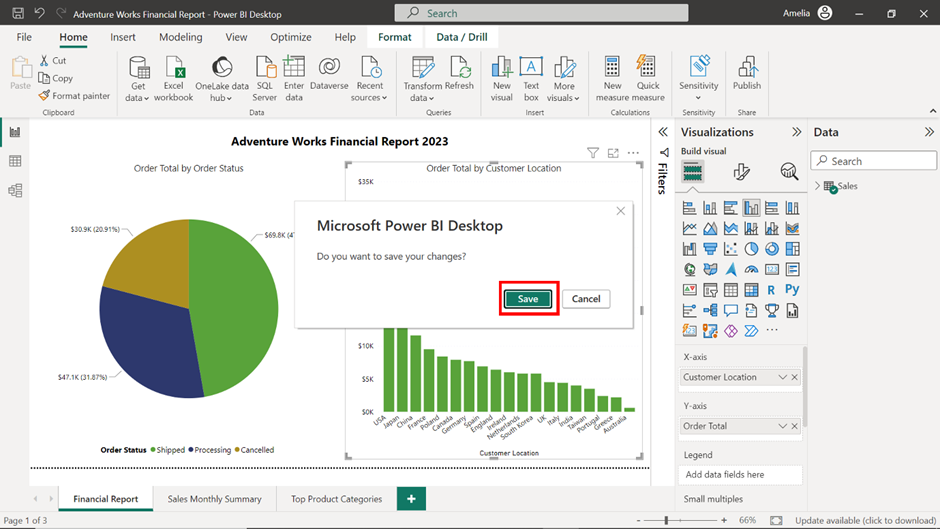 Adventure Works Financial Report - Power BI Desktop
Search
Amelia
File Home Insert Modeling View Optimize Help Format Data / Drill
Paste
Cut
Copy
Format painter
Get data
Excel workbook
OneLake data hub
SQL Server
Enter data
Dataverse
Recent sources
Transform data
Refresh
New visual
Text box
More visuals
New measure
Quick measure
Sensitivity
Publish
Clipboard Data Queries Insert Calculations Sensitivity Share
Adventure Works Financial Report 2023
Order Total by Order Status
$30.9K (20.91%)
$69.8K (4
$47.1K (31.87%)
Order Status Shipped Processing Cancelled
Order Total by Customer Location
$35K
$10K
$5K
$0K
USA
Japan
China
France
Poland
Canada
Germany
Spain
England
Ireland
Netherlands
South Korea
UK
Italy
India
Taiwan
Portugal
Greece
Australia
Customer Location
Microsoft Power BI Desktop
Do you want to save your changes?
Save Cancel
Filters
Visualizations
Build visual
R Py
X-axis
Customer Location
Y-axis
Order Total
Legend
Add data fields here
Small multiples
Data
Search
Sales
Financial Report Sales Monthly Summary Top Product Categories +
Page 1 of 3
- + 66%
Update available (click to download)